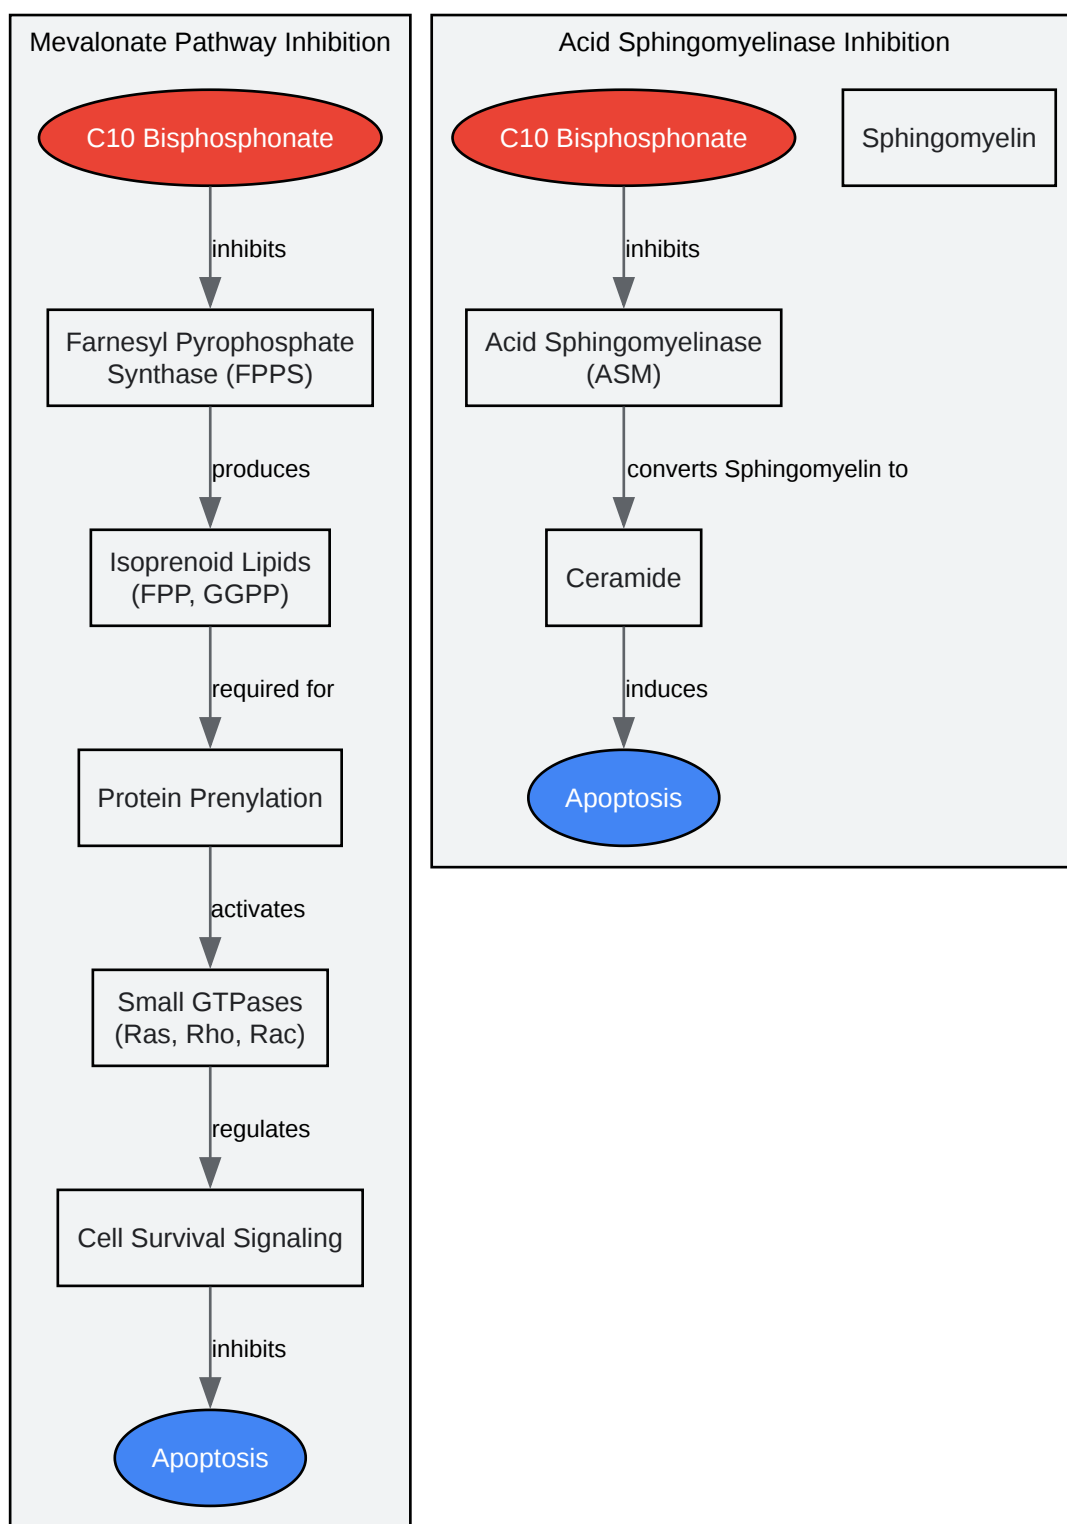 Mevalonate Pathway Inhibition
C10 Bisphosphonate
inhibits
Farnesyl Pyrophosphate
Synthase (FPPS)
produces
Isoprenoid Lipids
(FPP, GGPP)
required for
Protein Prenylation
activates
Small GTPases
(Ras, Rho, Rac)
regulates
Cell Survival Signaling
inhibits
Apoptosis
Acid Sphingomyelinase Inhibition
C10 Bisphosphonate
Sphingomyelin
inhibits
Acid Sphingomyelinase
(ASM)
converts Sphingomyelin to
Ceramide
induces
Apoptosis